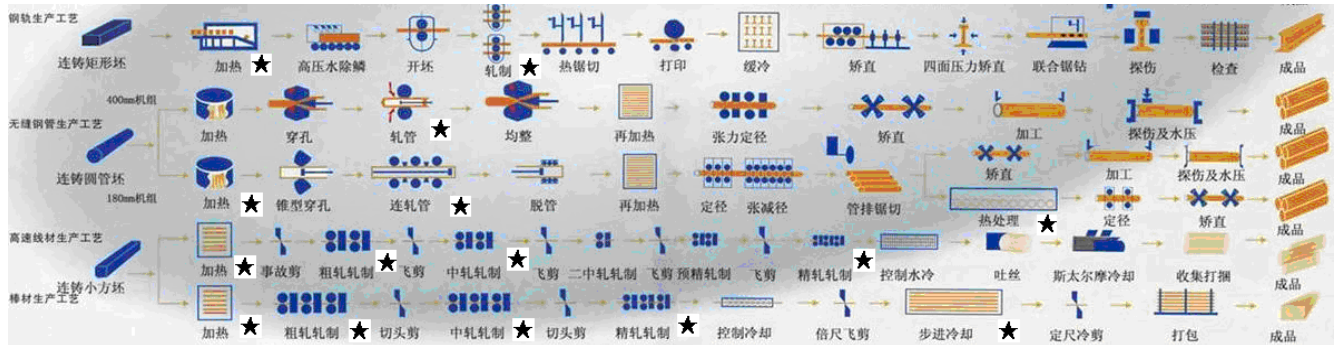 钢轨生产工艺
连铸矩形坯 加热 高压水除鳞 开坯 轧制 热锯切 打印 缓冷 矫直 四面压力矫直 联合锯钻 探伤 检查 成品
400mm机组
无缝钢管生产工艺
加热 穿孔 轧管 均整 再加热 张力定径 矫直 加工 探伤及水压 成品
连铸圆管坯
180mm机组
加热 锥型穿孔 连轧管 脱管 再加热 定径 张减径 管排锯切
矫直 加工 探伤及水压 成品
热处理 定径 矫直 成品
高速线材生产工艺
连铸小方坯
加热 事故剪 粗轧轧制 飞剪 中轧轧制 飞剪 二中轧轧制 飞剪 预精轧制 飞剪 精轧轧制 控制水冷 吐丝 斯太尔摩冷却 收集打捆 成品
棒材生产工艺
加热 粗轧轧制 切头剪 中轧轧制 切头剪 精轧轧制 控制冷却 倍尺飞剪 步进冷却 定尺冷剪 打包 成品